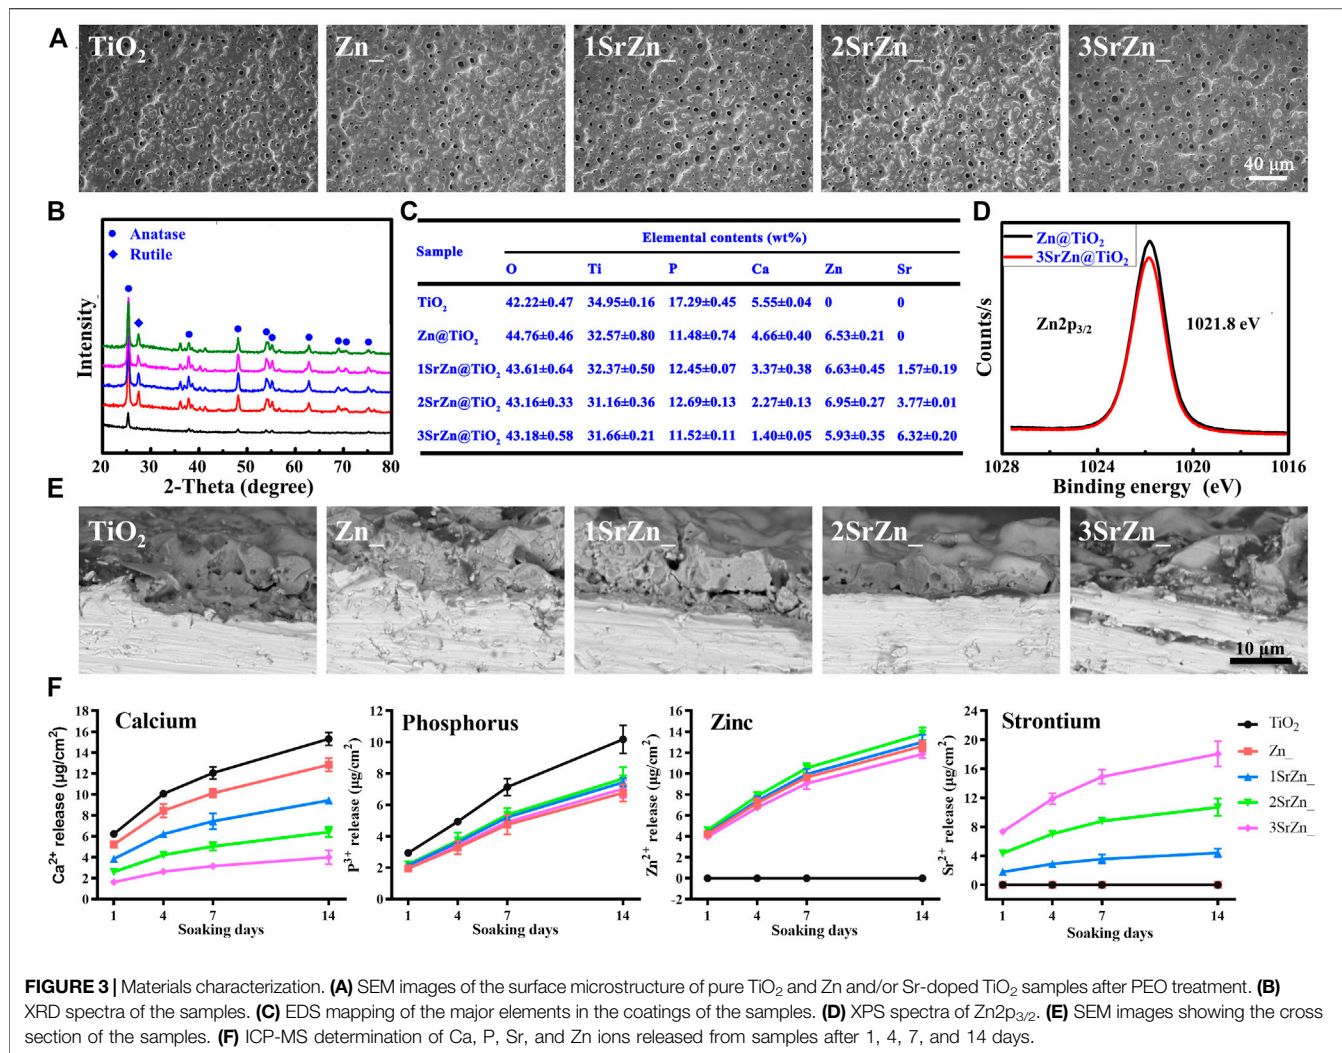 A
TiO2
Zn_
1SrZn_
2SrZn_
3SrZn_
40 µm
B
Anatase
Rutile
Intensity
20 30 40 50 60 70 80
2-Theta (degree)
C
Sample
Elemental contents (wt%)
O Ti P Ca Zn Sr
TiO2 42.22±0.47 34.95±0.16 17.29±0.45 5.55±0.04 0 0
Zn@TiO2 44.76±0.46 32.57±0.80 11.48±0.74 4.66±0.40 6.53±0.21 0
1SrZn@TiO2 43.61±0.64 32.37±0.50 12.45±0.07 3.37±0.38 6.63±0.45 1.57±0.19
2SrZn@TiO2 43.16±0.33 31.16±0.36 12.69±0.13 2.27±0.13 6.95±0.27 3.77±0.01
3SrZn@TiO2 43.18±0.58 31.66±0.21 11.52±0.11 1.40±0.05 5.93±0.35 6.32±0.20
D
Zn@TiO2
3SrZn@TiO2
Zn2p3/2
1021.8 eV
Counts/s
1028 1024 1020 1016
Binding energy (eV)
E
TiO2
Zn_
1SrZn_
2SrZn_
3SrZn_
10 µm
F
Calcium
Ca2+ release (µg/cm2)
18
16
14
12
10
8
6
4
2
0
1 4 7 14
Soaking days
Phosphorus
P3+ release (µg/cm2)
12
10
8
6
4
2
0
1 4 7 14
Soaking days
Zinc
Zn2+ release (µg/cm2)
16
14
12
10
8
6
4
2
0
-2
1 4 7 14
Soaking days
Strontium
Sr2+ release (µg/cm2)
24
20
16
12
8
4
0
1 4 7 14
Soaking days
TiO2
Zn_
1SrZn_
2SrZn_
3SrZn_
FIGURE 3 | Materials characterization. (A) SEM images of the surface microstructure of pure TiO2 and Zn and/or Sr-doped TiO2 samples after PEO treatment. (B)
XRD spectra of the samples. (C) EDS mapping of the major elements in the coatings of the samples. (D) XPS spectra of Zn2p3/2. (E) SEM images showing the cross
section of the samples. (F) ICP-MS determination of Ca, P, Sr, and Zn ions released from samples after 1, 4, 7, and 14 days.